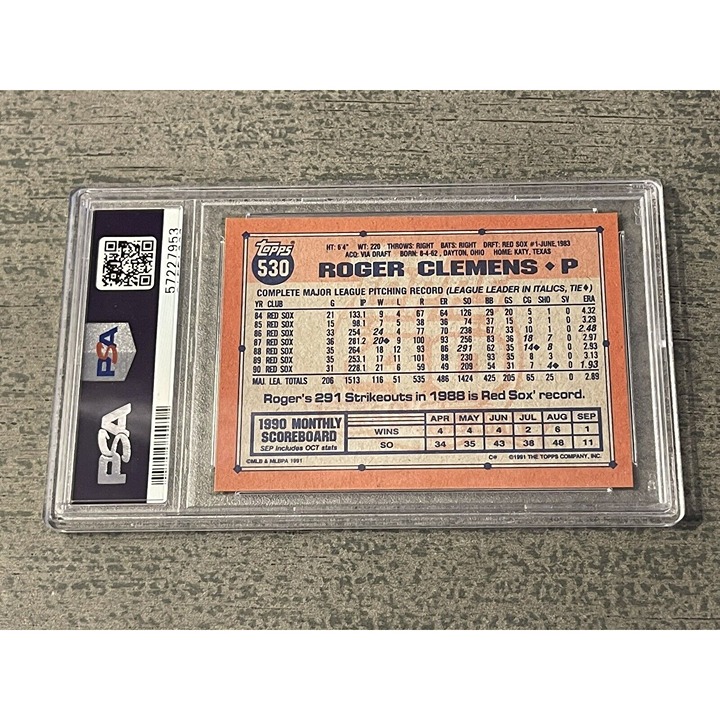 PSA
PSA
57227953
Topps
530
HT: 6'4" WT: 220 THROWS: RIGHT BATS: RIGHT DRFT: RED SOX #1-JUNE, 1983
ACQ: VIA DRAFT BORN: 8-4-62, DAYTON, OHIO HOME: KATY, TEXAS
ROGER CLEMENS ◆ P
COMPLETE MAJOR LEAGUE PITCHING RECORD (LEAGUE LEADER IN ITALICS, TIE◆)
YR CLUB G IP W L R ER SO BB GS CG SHO SV ERA
84 RED SOX 21 133.1 9 4 67 64 126 29 20 5 1 0 4.32
85 RED SOX 15 98.1 7 5 38 36 74 37 15 3 1 0 3.29
86 RED SOX 33 254 24 4 77 70 238 67 33 10 1 0 2.48
87 RED SOX 36 281.2 20◆ 9 100 93 256 83 36 18 7 0 2.97
88 RED SOX 35 264 18 12 93 86 291 62 35 14◆ 8 0 2.93
89 RED SOX 35 253.1 17 11 101 88 230 93 35 8 3 0 3.13
90 RED SOX 31 228.1 21 6 59 49 209 54 31 7 4◆ 0 1.93
MAJ. LEA. TOTALS 206 1513 116 51 535 486 1424 425 205 65 25 0 2.89
Roger's 291 Strikeouts in 1988 is Red Sox' record.
1990 MONTHLY SCOREBOARD
SEP includes OCT stats
APR MAY JUN JUL AUG SEP
WINS 4 4 4 2 6 1
SO 34 35 43 38 48 11
©MLB & MLBPA 1991
C# ©1991 THE TOPPS COMPANY, INC.